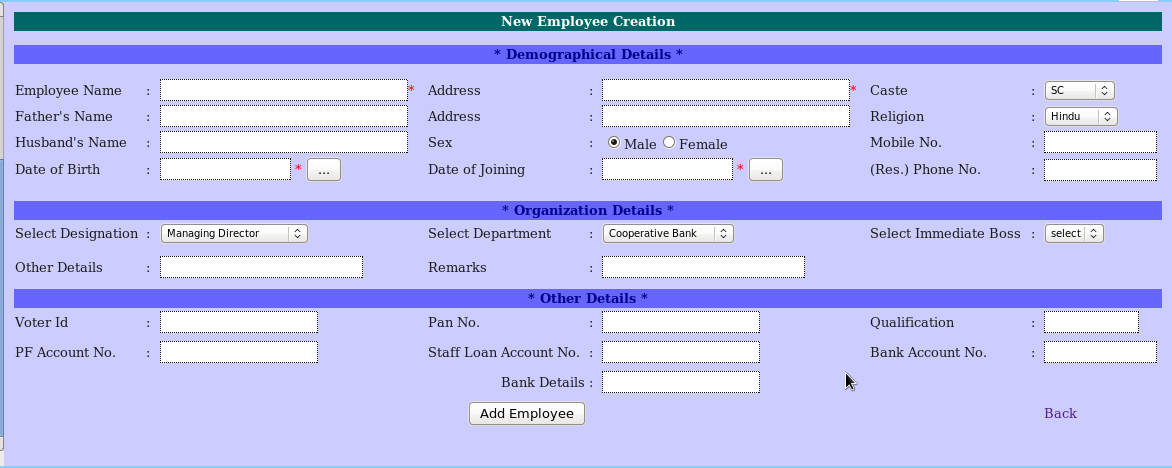 New Employee Creation
* Demographical Details *
Employee Name : * Address : * Caste : SC
Father's Name : Address : Religion : Hindu
Husband's Name : Sex : Male Female Mobile No. :
Date of Birth : * ... Date of Joining : * ... (Res.) Phone No. :
* Organization Details *
Select Designation : Managing Director Select Department : Cooperative Bank Select Immediate Boss : select
Other Details : Remarks :
* Other Details *
Voter Id : Pan No. : Qualification :
PF Account No. : Staff Loan Account No. : Bank Account No. :
Bank Details :
Add Employee Back